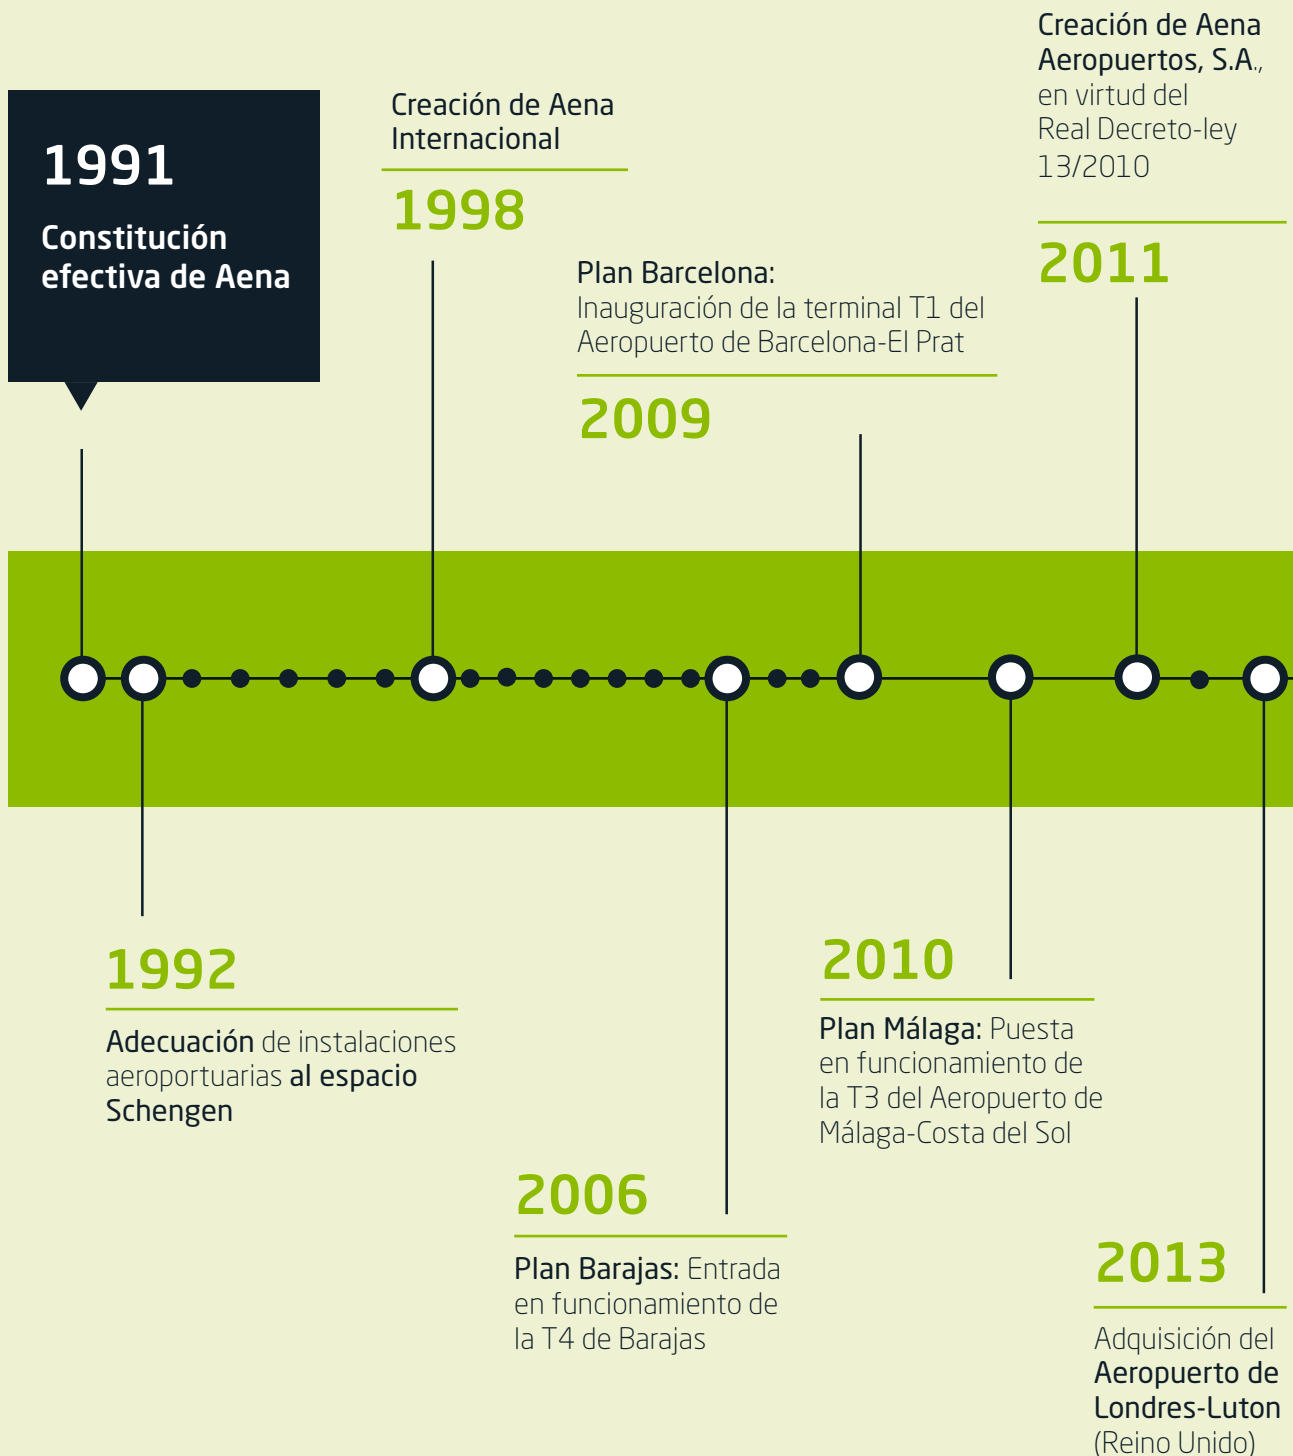 1991
Constitución
efectiva de Aena
Creación de Aena
Internacional
1998
Plan Barcelona:
Inauguración de la terminal T1 del
Aeropuerto de Barcelona-El Prat
2009
Creación de Aena
Aeropuertos, S.A.,
en virtud del
Real Decreto-ley
13/2010
2011
1992
Adecuación de instalaciones
aeroportuarias al espacio
Schengen
2006
Plan Barajas: Entrada
en funcionamiento de
la T4 de Barajas
2010
Plan Málaga: Puesta
en funcionamiento de
la T3 del Aeropuerto de
Málaga-Costa del Sol
2013
Adquisición del
Aeropuerto de
Londres-Luton
(Reino Unido)